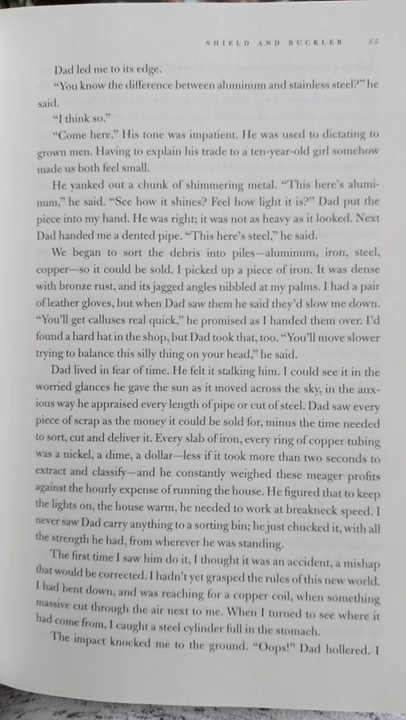 SHIELD AND BUCKLER 55
Dad led me to its edge.
"You know the difference between aluminum and stainless steel?" he
said.
"I think so."
"Come here." His tone was impatient. He was used to dictating to
grown men. Having to explain his trade to a ten-year-old girl somehow
made us both feel small.
He yanked out a chunk of shimmering metal. "This here's alumi-
num," he said. "See how it shines? Feel how light it is?" Dad put the
piece into my hand. He was right; it was not as heavy as it looked. Next
Dad handed me a dented pipe. "This here's steel," he said.
We began to sort the debris into piles—aluminum, iron, steel,
copper—so it could be sold. I picked up a piece of iron. It was dense
with bronze rust, and its jagged angles nibbled at my palms. I had a pair
of leather gloves, but when Dad saw them he said they'd slow me down.
"You'll get calluses real quick," he promised as I handed them over. I'd
found a hard hat in the shop, but Dad took that, too. "You'll move slower
trying to balance this silly thing on your head," he said.
Dad lived in fear of time. He felt it stalking him. I could see it in the
worried glances he gave the sun as it moved across the sky, in the anx-
ious way he appraised every length of pipe or cut of steel. Dad saw every
piece of scrap as the money it could be sold for, minus the time needed
to sort, cut and deliver it. Every slab of iron, every ring of copper tubing
was a nickel, a dime, a dollar—less if it took more than two seconds to
extract and classify—and he constantly weighed these meager profits
against the hourly expense of running the house. He figured that to keep
the lights on, the house warm, he needed to work at breakneck speed. I
never saw Dad carry anything to a sorting bin; he just chucked it, with all
the strength he had, from wherever he was standing.
The first time I saw him do it, I thought it was an accident, a mishap
that would be corrected. I hadn't yet grasped the rules of this new world.
I had bent down, and was reaching for a copper coil, when something
massive cut through the air next to me. When I turned to see where it
had come from, I caught a steel cylinder full in the stomach.
The impact knocked me to the ground. "Oops!" Dad hollered. I